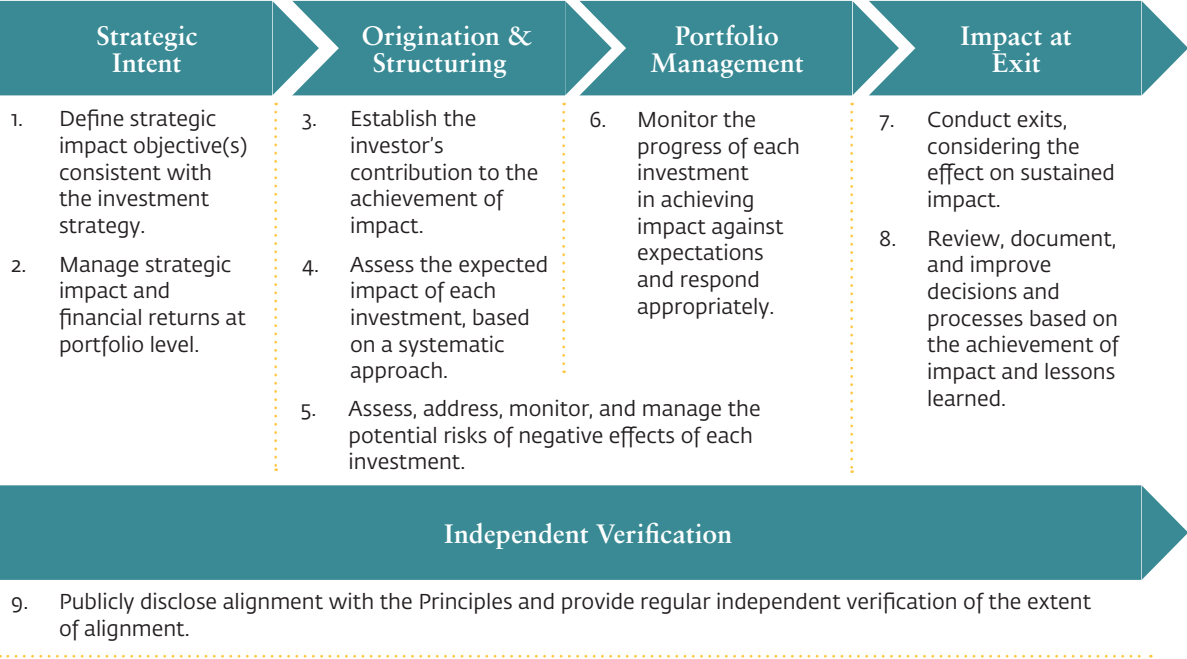 Strategic
Intent
Origination &
Structuring
Portfolio
Management
Impact at
Exit
1. Define strategic
impact objective(s)
consistent with
the investment
strategy.
2. Manage strategic
impact and
financial returns at
portfolio level.
3. Establish the
investor’s
contribution to the
achievement of
impact.
4. Assess the expected
impact of each
investment, based
on a systematic
approach.
5. Assess, address, monitor, and manage the
potential risks of negative effects of each
investment.
6. Monitor the
progress of each
investment
in achieving
impact against
expectations
and respond
appropriately.
7. Conduct exits,
considering the
effect on sustained
impact.
8. Review, document,
and improve
decisions and
processes based on
the achievement of
impact and lessons
learned.
Independent Verification
9. Publicly disclose alignment with the Principles and provide regular independent verification of the extent
of alignment.